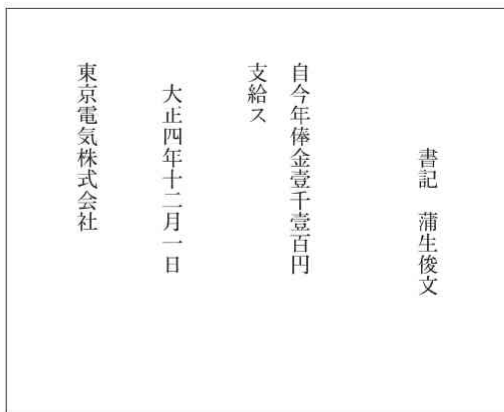 書記　蒲生俊文
自今年俸金壹千壹百円
支給ス
大正四年十二月一日
東京電気株式会社